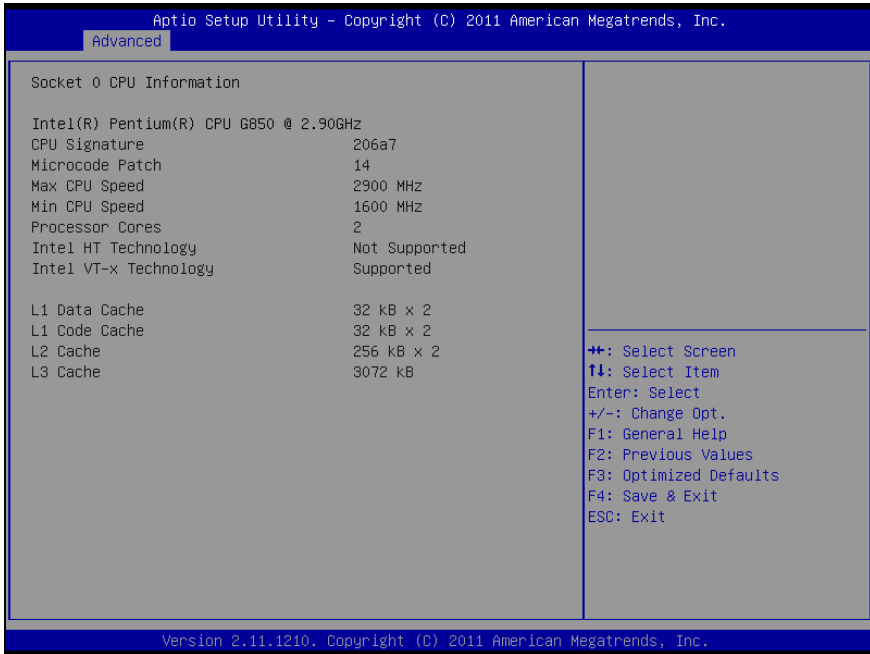 Aptio Setup Utility – Copyright (C) 2011 American Megatrends, Inc.
Advanced
Socket 0 CPU Information
Intel(R) Pentium(R) CPU G850 @ 2.90GHz
CPU Signature 206a7
Microcode Patch 14
Max CPU Speed 2900 MHz
Min CPU Speed 1600 MHz
Processor Cores 2
Intel HT Technology Not Supported
Intel VT-x Technology Supported
L1 Data Cache 32 kB x 2
L1 Code Cache 32 kB x 2
L2 Cache 256 kB x 2
L3 Cache 3072 kB
→←: Select Screen
↑↓: Select Item
Enter: Select
+/-: Change Opt.
F1: General Help
F2: Previous Values
F3: Optimized Defaults
F4: Save & Exit
ESC: Exit
Version 2.11.1210. Copyright (C) 2011 American Megatrends, Inc.